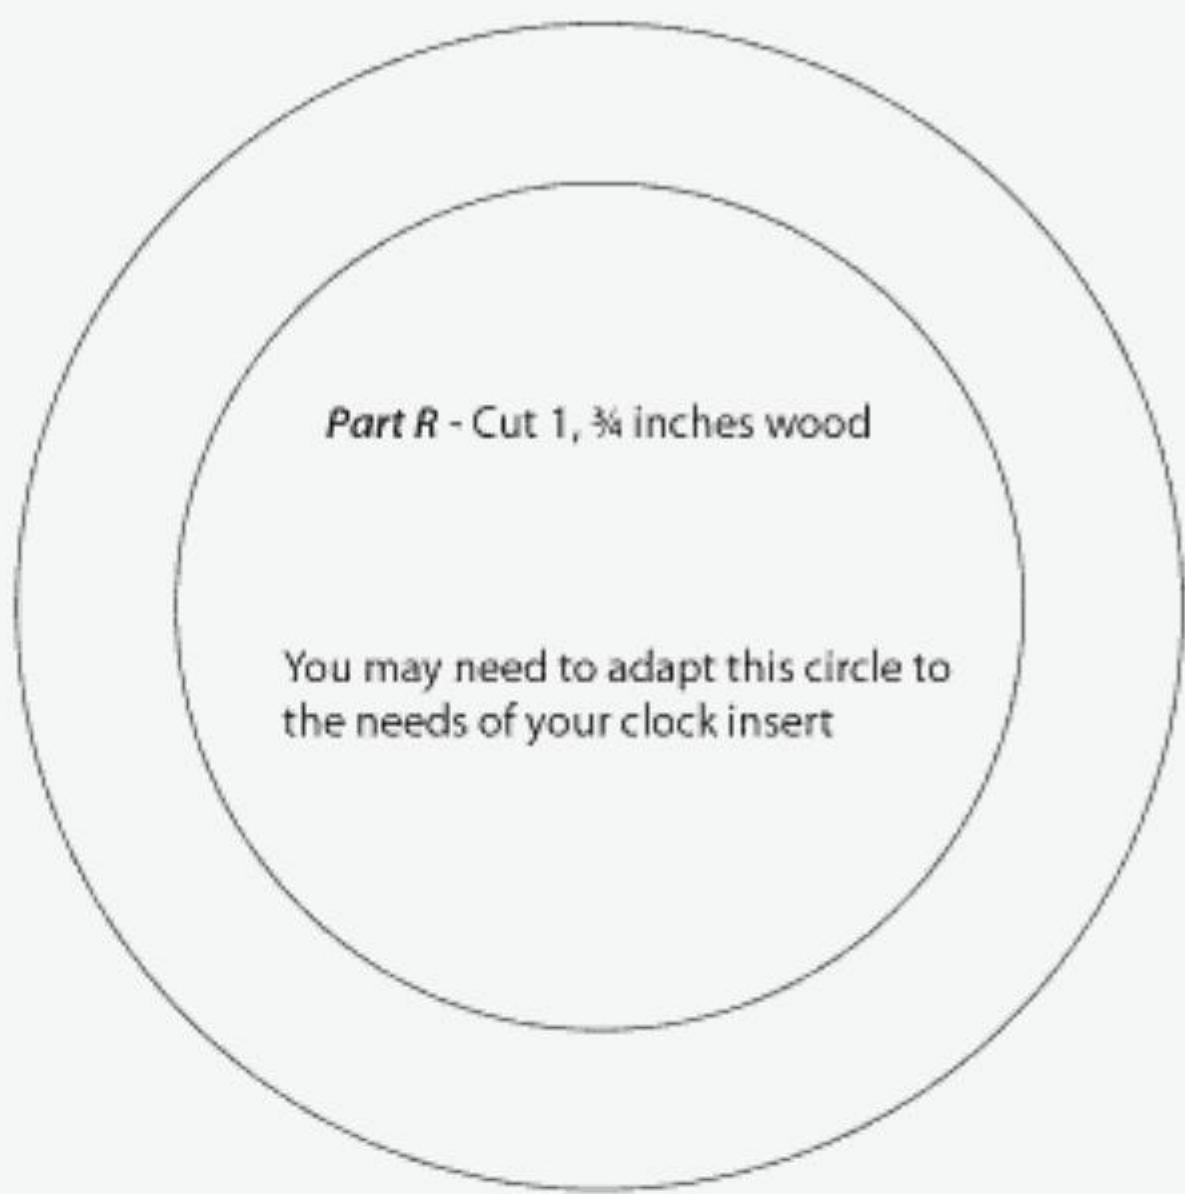 Part R - Cut 1, ¾ inches wood
You may need to adapt this circle to
the needs of your clock insert